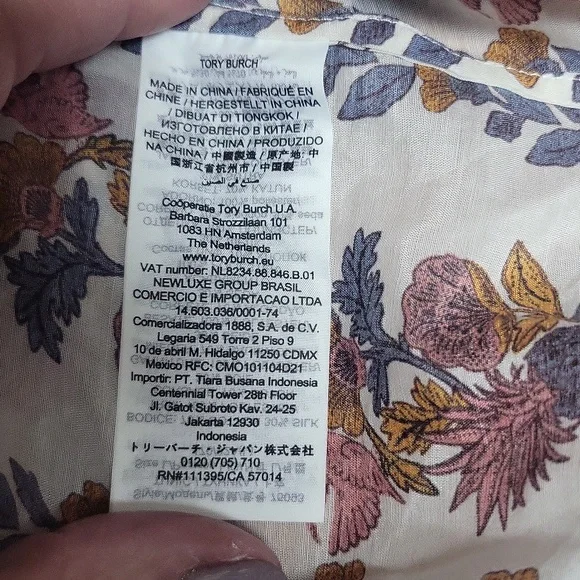 TORY BURCH
MADE IN CHINA / FABRIQUÉ EN
CHINE / HERGESTELLT IN CHINA
/ DIBUAT DI TIONGKOK /
ИЗГОТОВЛЕНО В КИТАЕ /
HECHO EN CHINA / PRODUZIDO
NA CHINA / 中國製造 / 原产地: 中
国浙江省杭州市 / 中国製
صنع في الصين
Coöperatie Tory Burch U.A.
Barbara Strozzilaan 101
1083 HN Amsterdam
The Netherlands
www.toryburch.eu
VAT number: NL8234.88.846.B.01
NEWLUXE GROUP BRASIL
COMERCIO E IMPORTACAO LTDA
14.603.036/0001-74
Comercializadora 1888, S.A. de C.V.
Legaria 549 Torre 2 Piso 9
10 de abril M. Hidalgo 11250 CDMX
Mexico RFC: CMO101104D21
Importir: PT. Tiara Busana Indonesia
Centennial Tower 28th Floor
Jl. Gatot Subroto Kav. 24-25
Jakarta 12930
Indonesia
トリーバーチ・ジャパン株式会社
0120 (705) 710
RN#111395/CA 57014